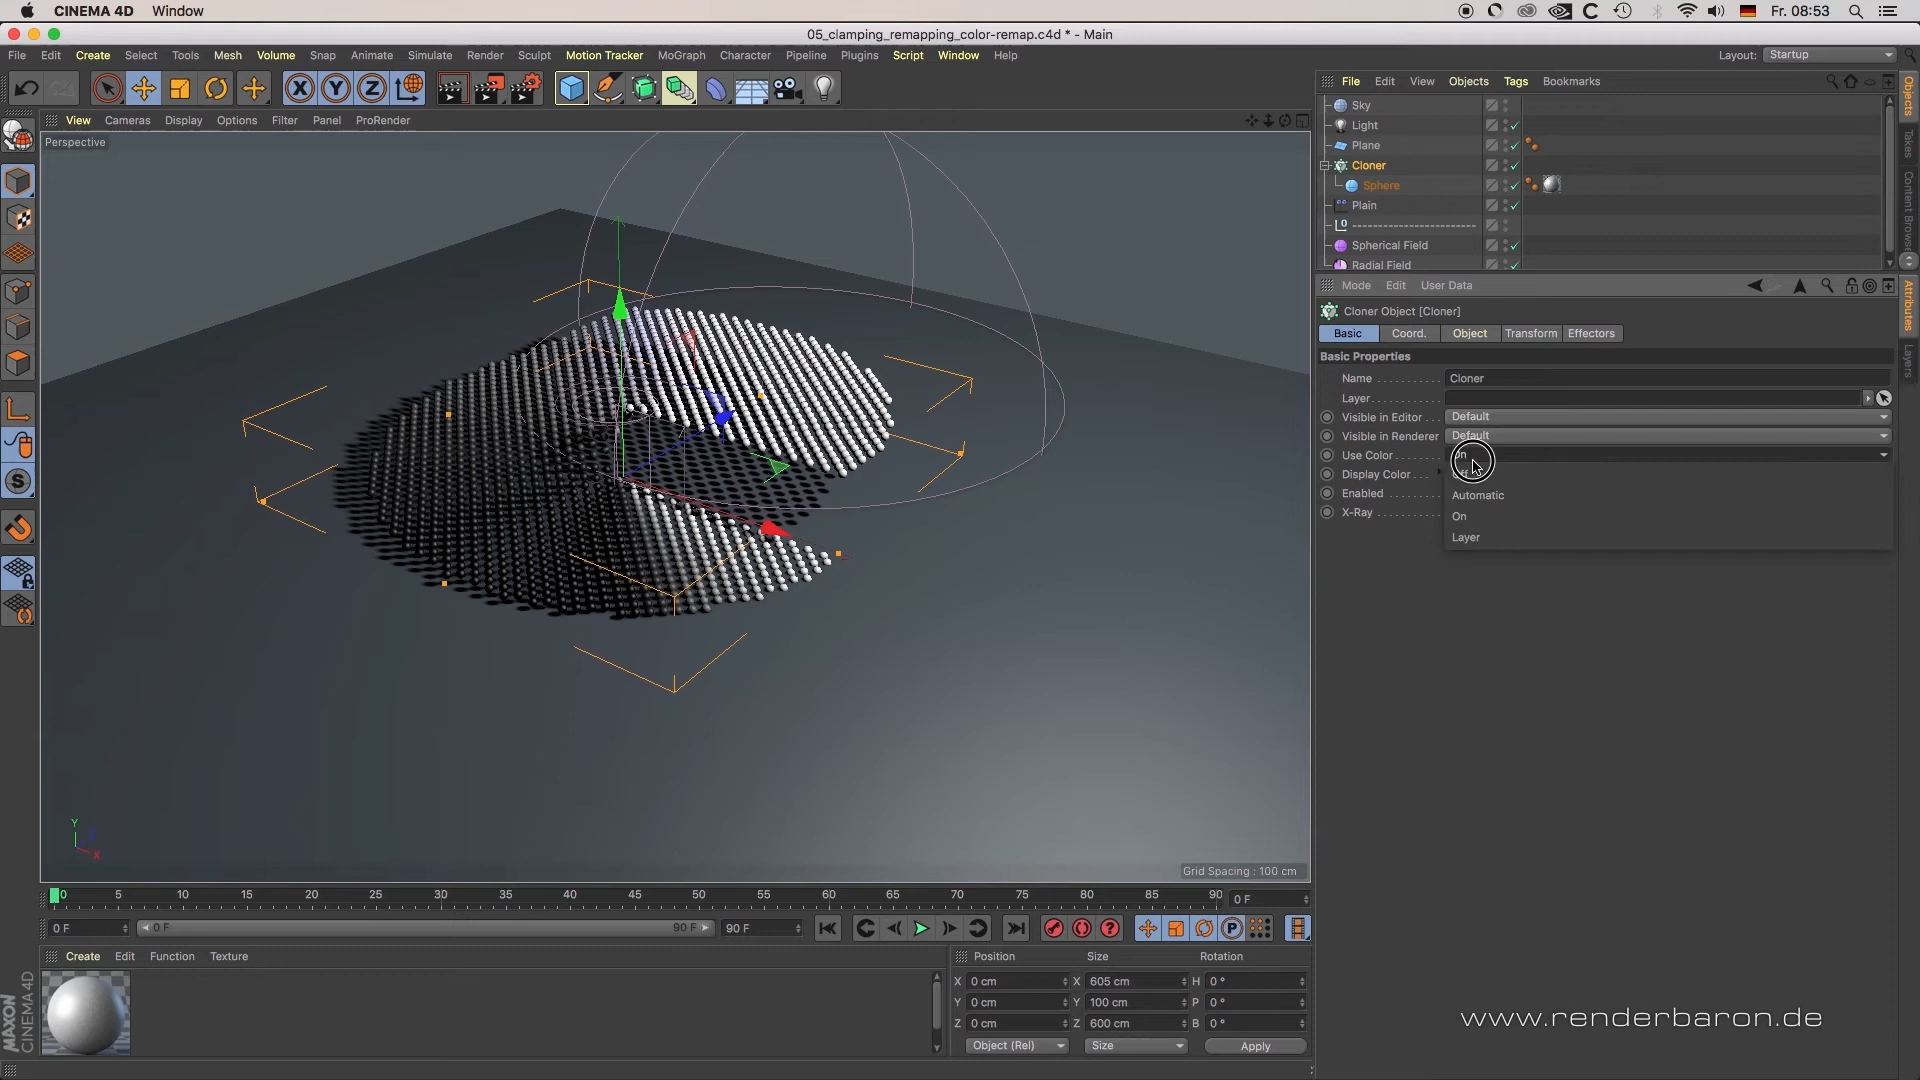 CINEMA 4D Window Fr. 08:53
05_clamping_remapping_color-remap.c4d * - Main
File Edit Create Select Tools Mesh Volume Snap Animate Simulate Render Sculpt Motion Tracker MoGraph Character Pipeline Plugins Script Window Help Layout: Startup
File Edit View Objects Tags Bookmarks
X Y Z
View Cameras Display Options Filter Panel ProRender
Perspective
Sky
Light
Plane
Cloner
Sphere
Plain
Spherical Field
Radial Field
Objects
Takes
Content Browse
Attributes
Layers
Mode Edit User Data
Cloner Object [Cloner]
Basic Coord. Object Transform Effectors
Basic Properties
Name Cloner
Layer
Visible in Editor Default
Visible in Renderer Default
Use Color
Display Color
Enabled Automatic
X-Ray On
Layer
Y
X
Grid Spacing : 100 cm
0 5 10 15 20 25 30 35 40 45 50 55 60 65 70 75 80 85 90 0 F
0 F 0 F 90 F 90 F
Create Edit Function Texture
Position Size Rotation
X 0 cm X 605 cm H 0 °
Y 0 cm Y 100 cm P 0 °
Z 0 cm Z 600 cm B 0 °
Object (Rel) Size Apply
MAXON
CINEMA 4D
www.renderbaron.de